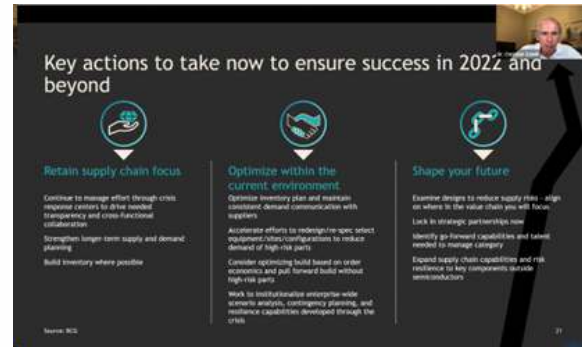 Key actions to take now to ensure success in 2022 and
beyond
Retain supply chain focus
Continue to manage effort through crisis
response centers to drive needed
transparency and cross-functional
collaboration
Strengthen longer-term supply and demand
planning
Build inventory where possible
Optimize within the
current environment
Optimize inventory plan and maintain
consistent demand communication with
suppliers
Accelerate efforts to redesign/re-spec select
equipment/sites/configurations to reduce
demand of high-risk parts
Consider optimizing build based on order
economics and pull forward build without
high-risk parts
Work to institutionalize enterprise-wide
scenario analysis, contingency planning, and
resilience capabilities developed through the
crisis
Shape your future
Examine designs to reduce supply risks - align
on where in the value chain you will focus
Lock in strategic partnerships now
Identify go-forward capabilities and talent
needed to manage category
Expand supply chain capabilities and risk
resilience to key components outside
semiconductors
Source: BCG
21